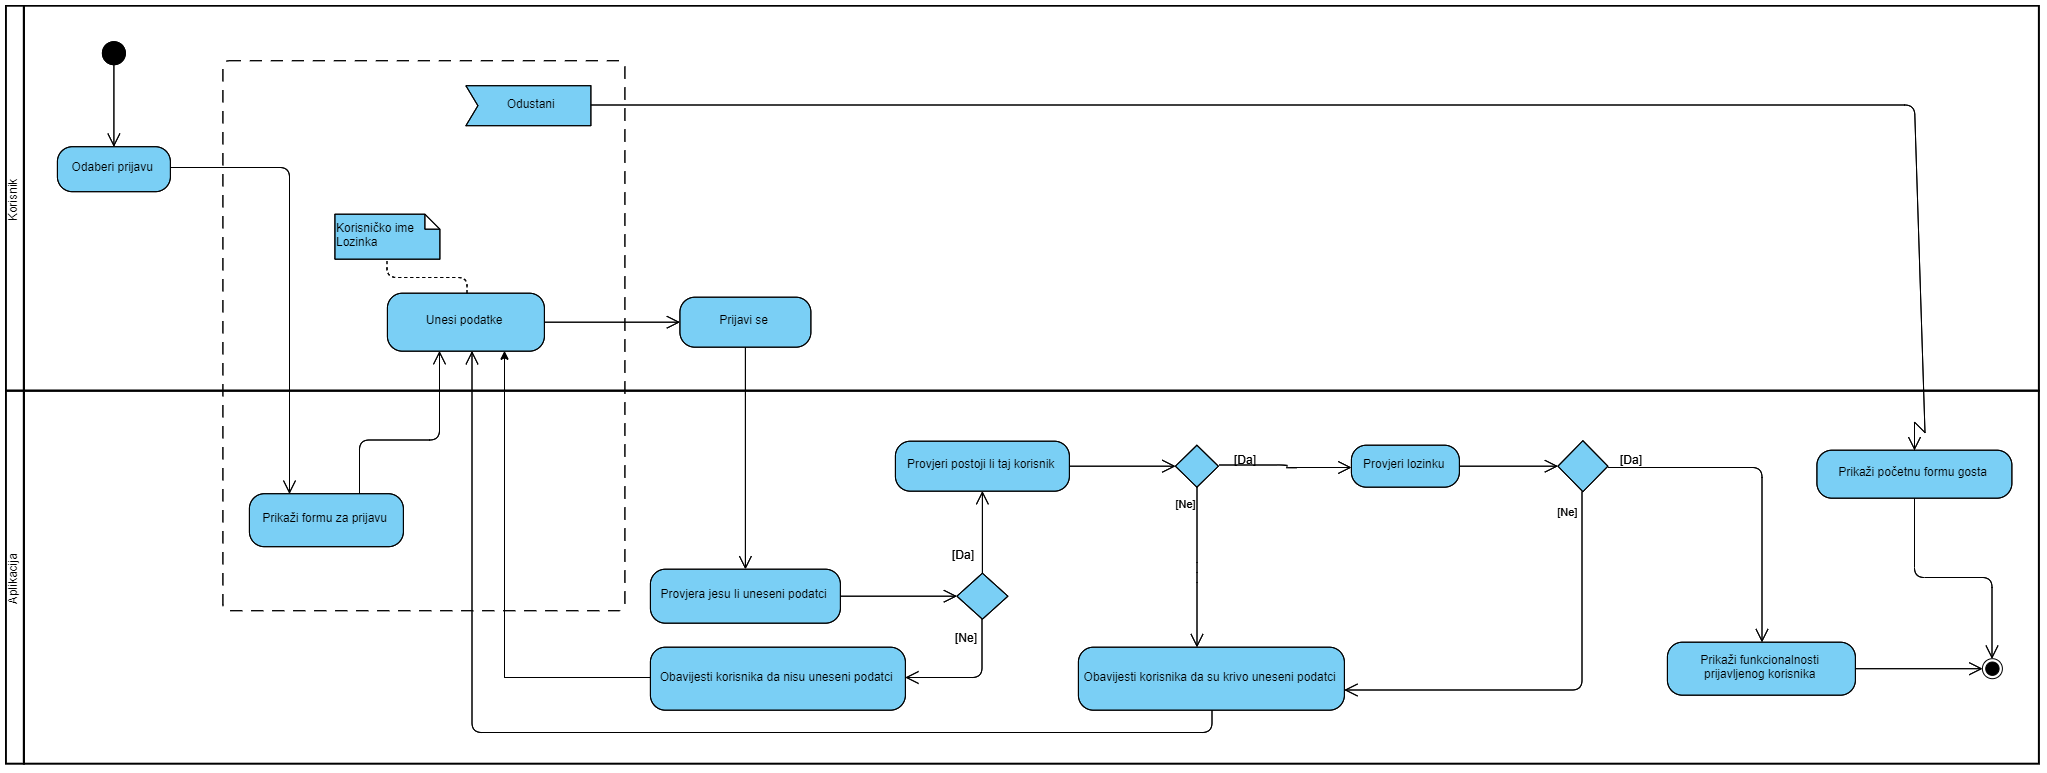 Korisnik
Odustani
Odaberi prijavu
Korisničko ime
Lozinka
Unesi podatke
Prijavi se
Aplikacija
Prikaži formu za prijavu
Provjeri postoji li taj korisnik
[Da]
Provjeri lozinku
[Da]
Prikaži početnu formu gosta
[Ne]
[Ne]
[Da]
Provjera jesu li uneseni podatci
[Ne]
Obavijesti korisnika da nisu uneseni podatci
Obavijesti korisnika da su krivo uneseni podatci
Prikaži funkcionalnosti
prijavljenog korisnika